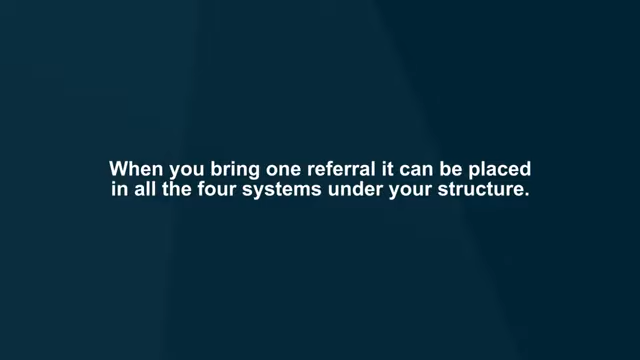 When you bring one referral it can be placed
in all the four systems under your structure.